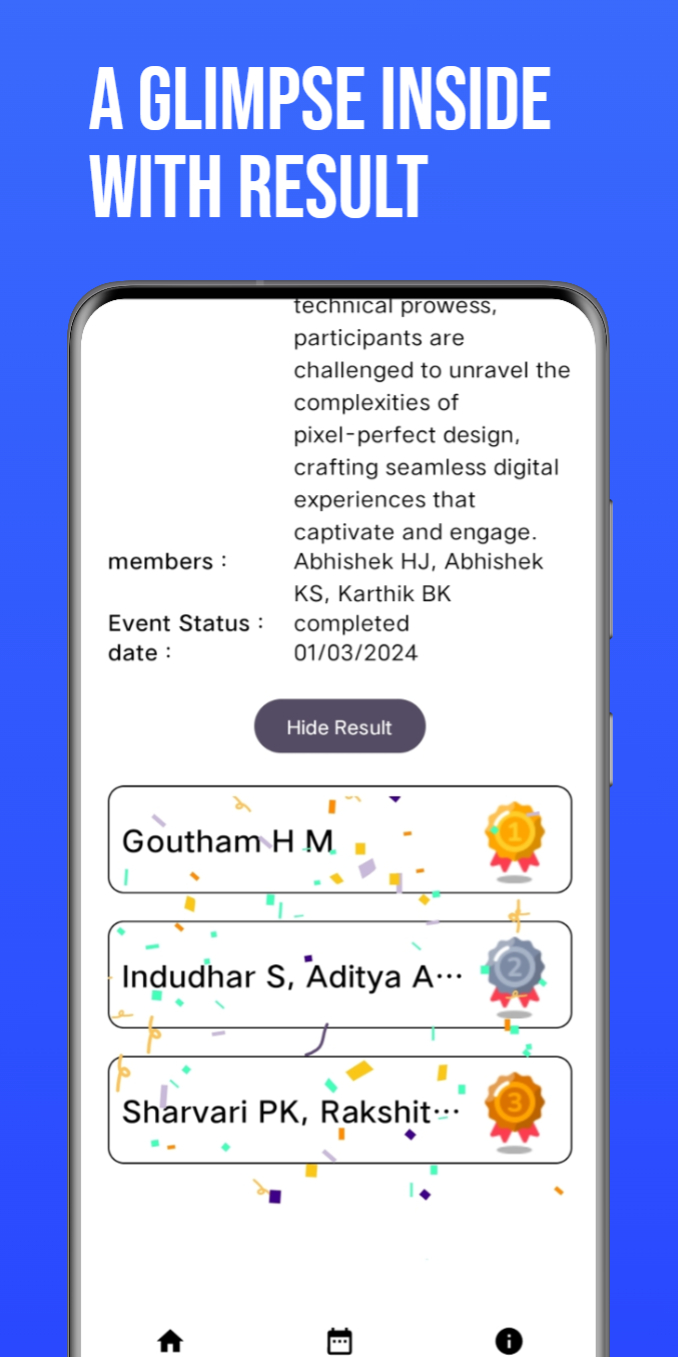 A GLIMPSE INSIDE
WITH RESULT
technical prowess,
participants are
challenged to unravel the
complexities of
pixel-perfect design,
crafting seamless digital
experiences that
captivate and engage.
members : Abhishek HJ, Abhishek
KS, Karthik BK
Event Status : completed
date : 01/03/2024
Hide Result
Goutham H M 1
Indudhar S, Aditya A... 2
Sharvari PK, Rakshit... 3